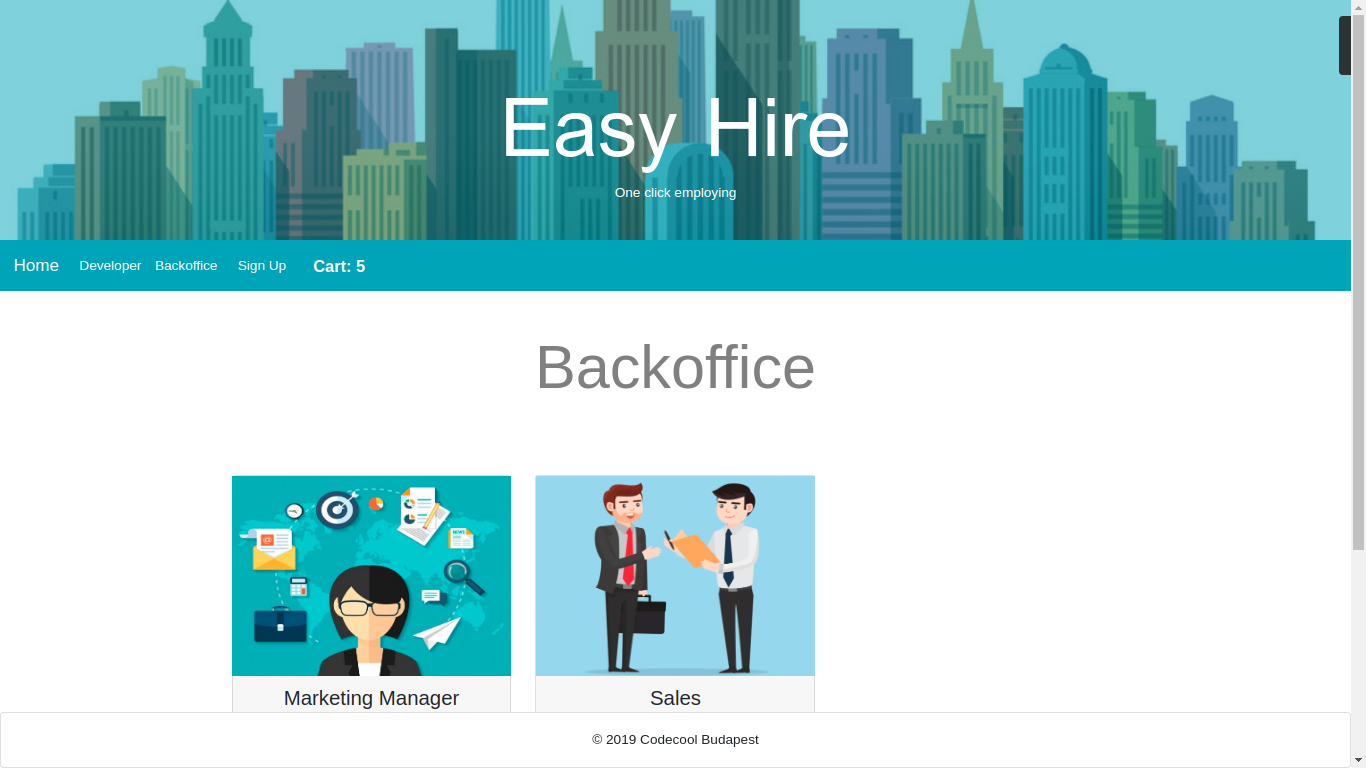 Easy Hire
One click employing
Home Developer Backoffice Sign Up Cart: 5
Backoffice
@
NEWS
Marketing Manager
Sales
© 2019 Codecool Budapest